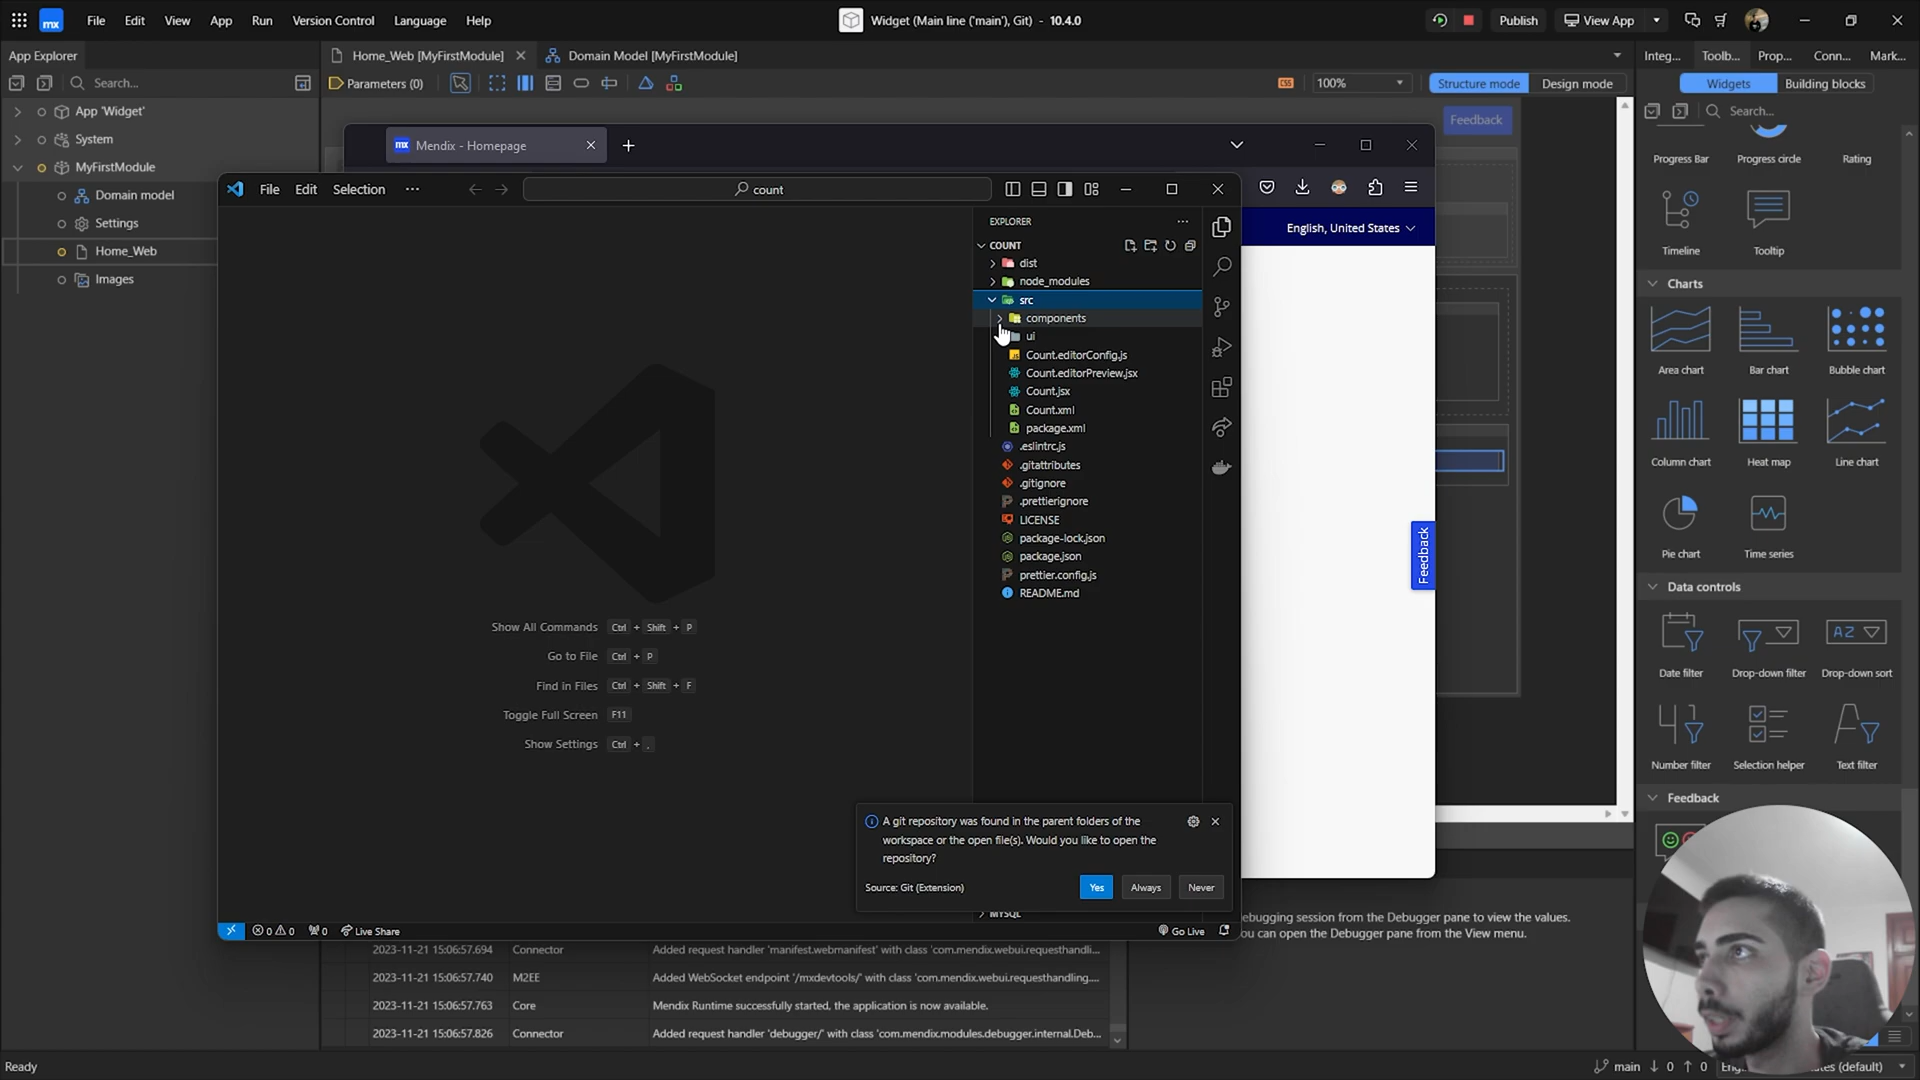 mx
File Edit View App Run Version Control Language Help
Widget (Main line ('main'), Git) - 10.4.0
Publish
View App
App Explorer
Home_Web [MyFirstModule]
Domain Model [MyFirstModule]
Integ...
Toolb...
Prop...
Conn...
Mark...
Search...
Parameters (0)
CSS
100%
Structure mode
Design mode
Widgets
Building blocks
Search...
App 'Widget'
System
MyFirstModule
Domain model
Settings
Home_Web
Images
Feedback
mx Mendix - Homepage
File Edit Selection ...
count
English, United States
EXPLORER
COUNT
dist
node_modules
src
components
ui
Count.editorConfig.js
Count.editorPreview.jsx
Count.jsx
Count.xml
package.xml
.eslintrc.js
.gitattributes
.gitignore
.prettierignore
LICENSE
package-lock.json
package.json
prettier.config.js
README.md
Show All Commands Ctrl + Shift + P
Go to File Ctrl + P
Find in Files Ctrl + Shift + F
Toggle Full Screen F11
Show Settings Ctrl + ,
A git repository was found in the parent folders of the
workspace or the open file(s). Would you like to open the
repository?
Source: Git (Extension)
Yes
Always
Never
MYSQL
0 0
0
Live Share
Go Live
Feedback
Progress Bar
Progress circle
Rating
Timeline
Tooltip
Charts
Area chart
Bar chart
Bubble chart
Column chart
Heat map
Line chart
Pie chart
Time series
Data controls
AZ
Date filter
Drop-down filter
Drop-down sort
Number filter
Selection helper
Text filter
Feedback
ebugging session from the Debugger pane to view the values.
ou can open the Debugger pane from the View menu.
2023-11-21 15:06:57.694 Connector Added request handler 'manifest.webmanifest' with class 'com.mendix.webui.requesthandli...
2023-11-21 15:06:57.740 M2EE Added WebSocket endpoint '/mxdevtools/' with class 'com.mendix.webui.requesthandling....
2023-11-21 15:06:57.763 Core Mendix Runtime successfully started, the application is now available.
2023-11-21 15:06:57.826 Connector Added request handler 'debugger/' with class 'com.mendix.modules.debugger.internal.Deb...
Ready
main 0 0
(default)